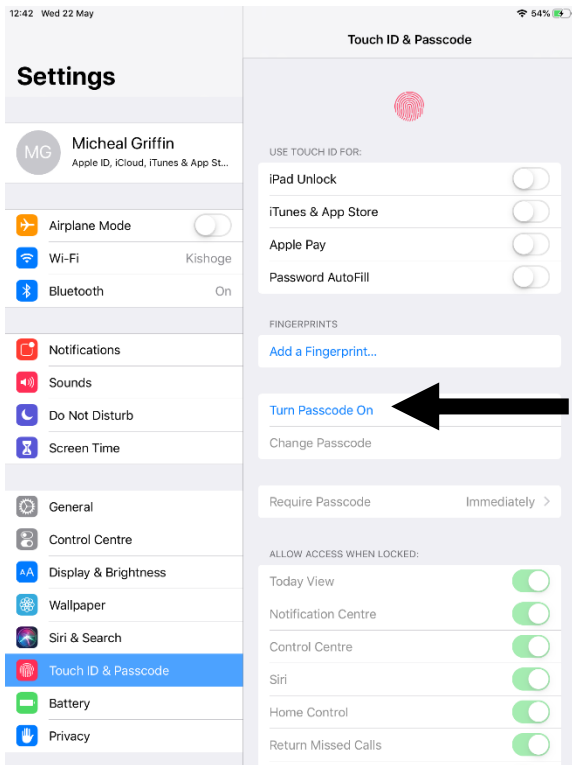 12:42 Wed 22 May
54%
Settings
MG
Micheal Griffin
Apple ID, iCloud, iTunes & App St...
Airplane Mode
Wi-Fi Kishoge
Bluetooth On
Notifications
Sounds
Do Not Disturb
Screen Time
General
Control Centre
AA
Display & Brightness
Wallpaper
Siri & Search
Touch ID & Passcode
Battery
Privacy
Touch ID & Passcode
USE TOUCH ID FOR:
iPad Unlock
iTunes & App Store
Apple Pay
Password AutoFill
FINGERPRINTS
Add a Fingerprint...
Turn Passcode On
Change Passcode
Require Passcode Immediately
ALLOW ACCESS WHEN LOCKED:
Today View
Notification Centre
Control Centre
Siri
Home Control
Return Missed Calls